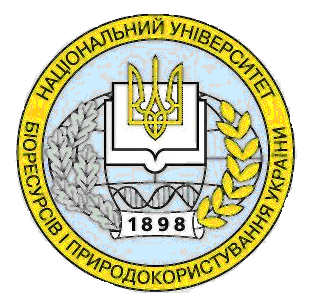 НАЦІОНАЛЬНИЙ УНІВЕРСИТЕТ
БІОРЕСУРСІВ І ПРИРОДОКОРИСТУВАННЯ УКРАЇНИ
1898